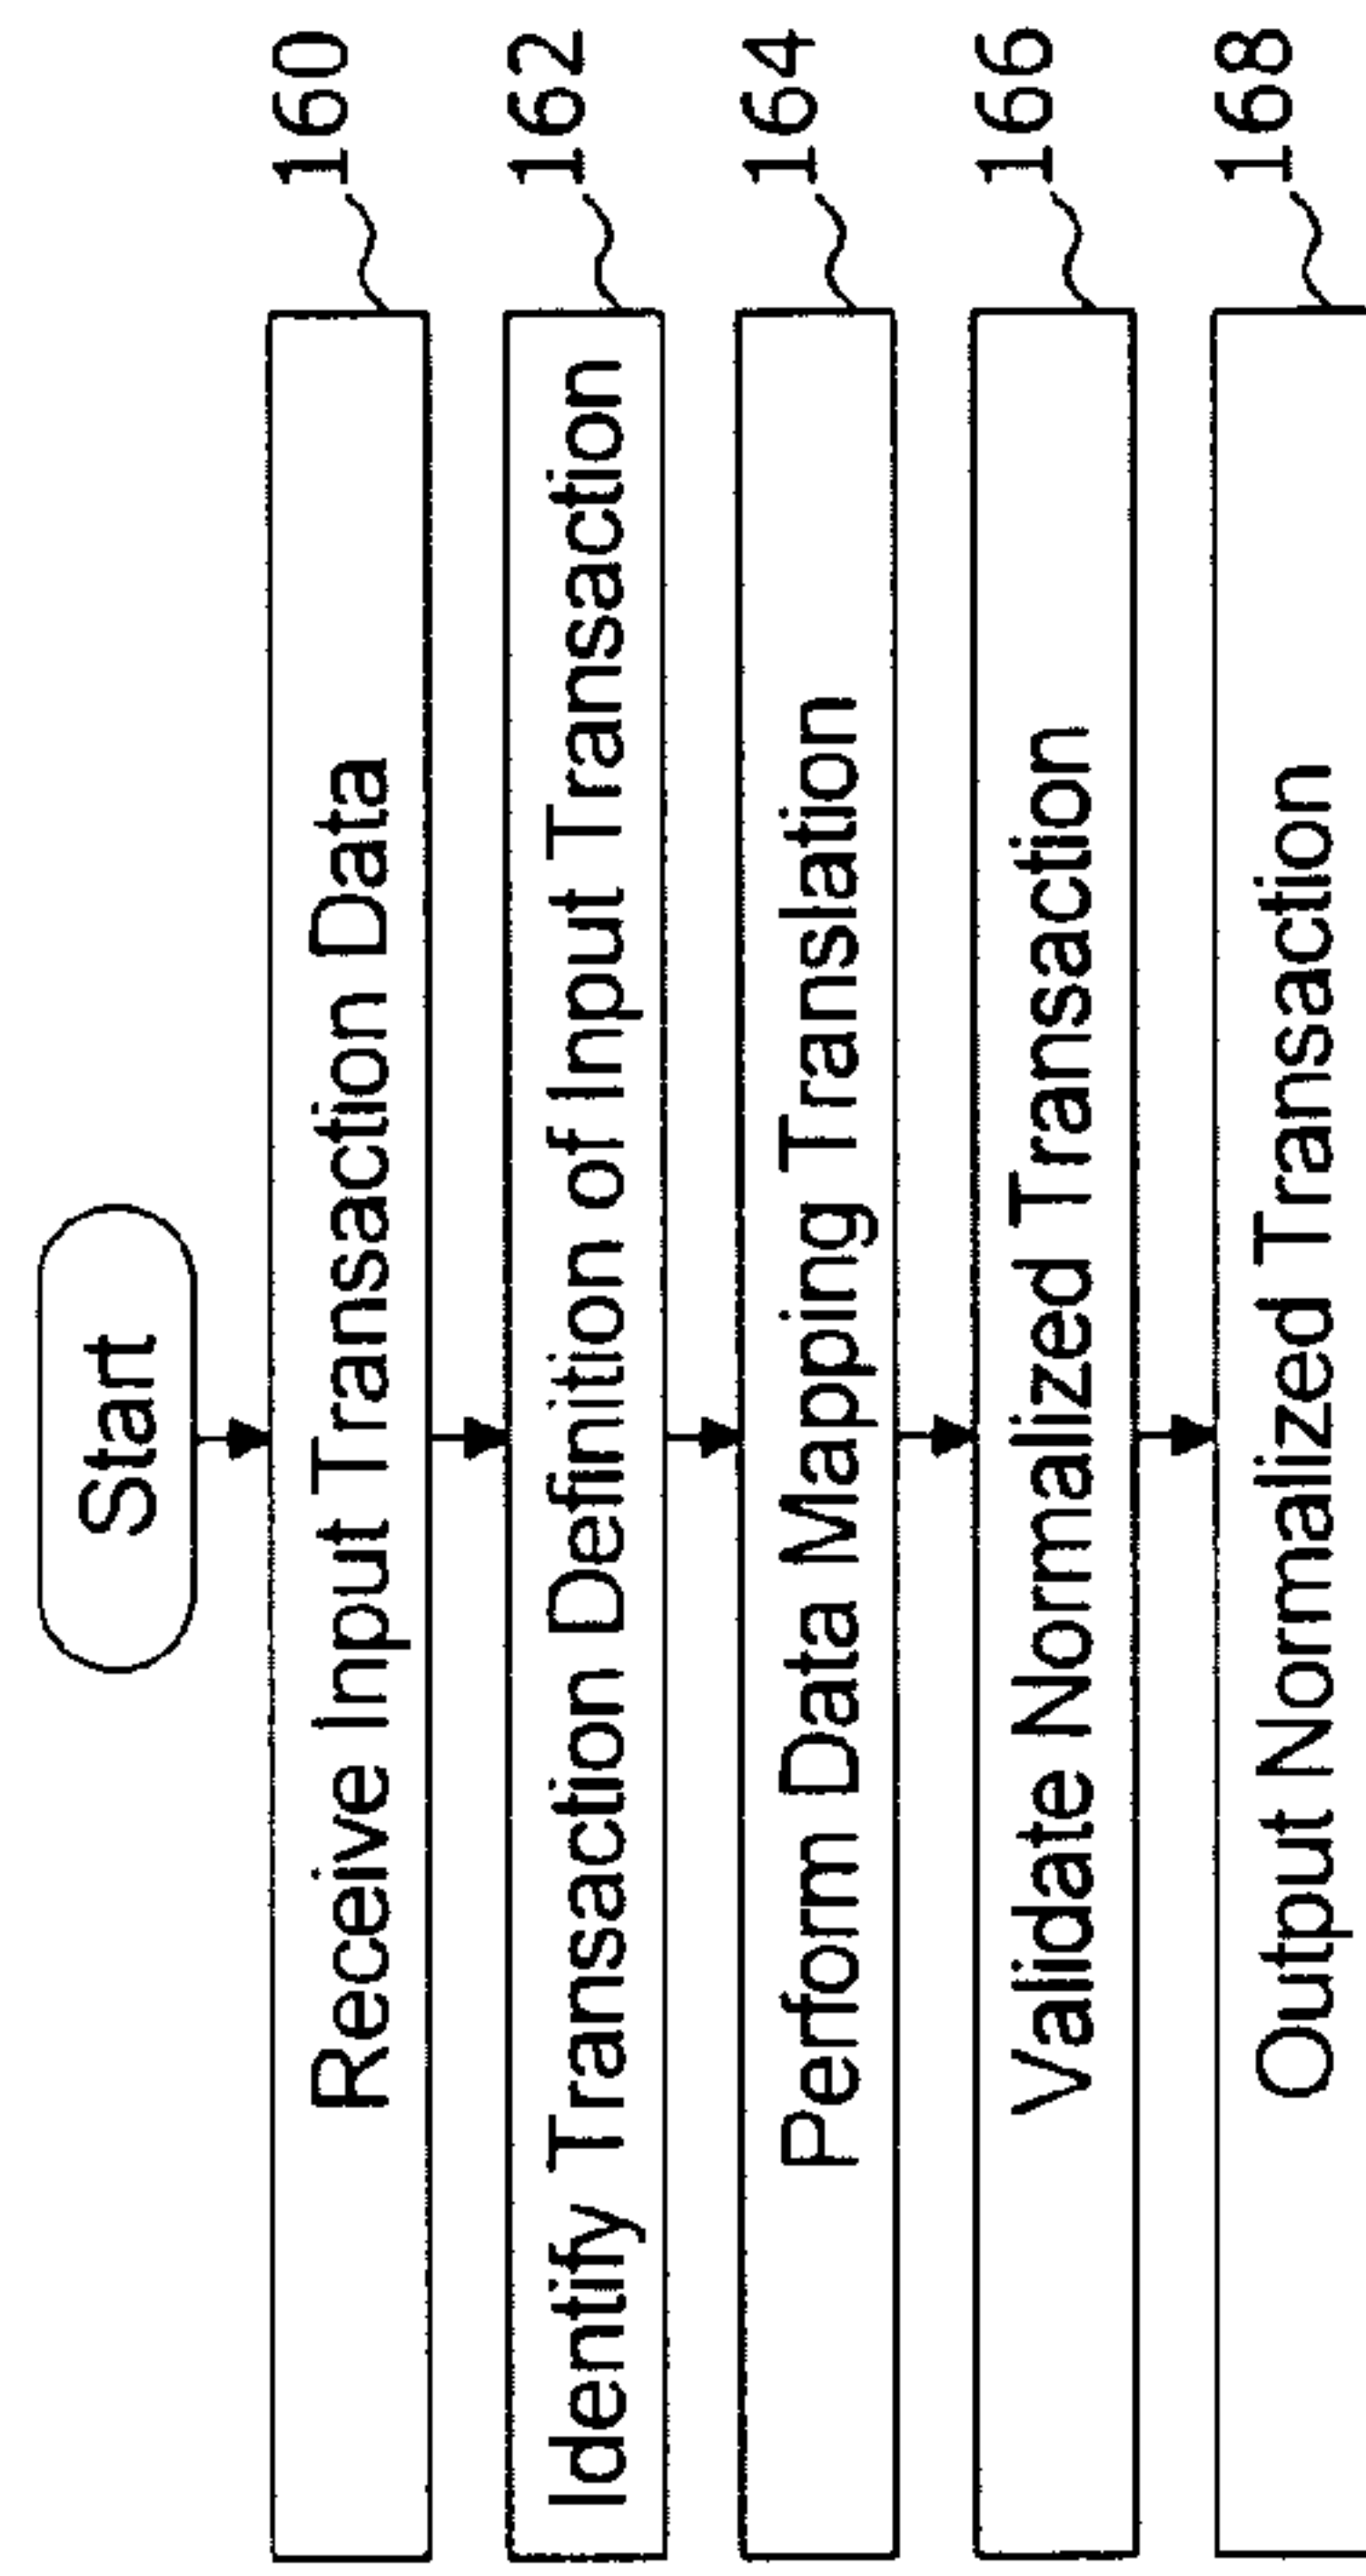 Start
Receive Input Transaction Data
160
Identify Transaction Definition of Input Transaction
162
Perform Data Mapping Translation
164
Validate Normalized Transaction
166
Output Normalized Transaction
168